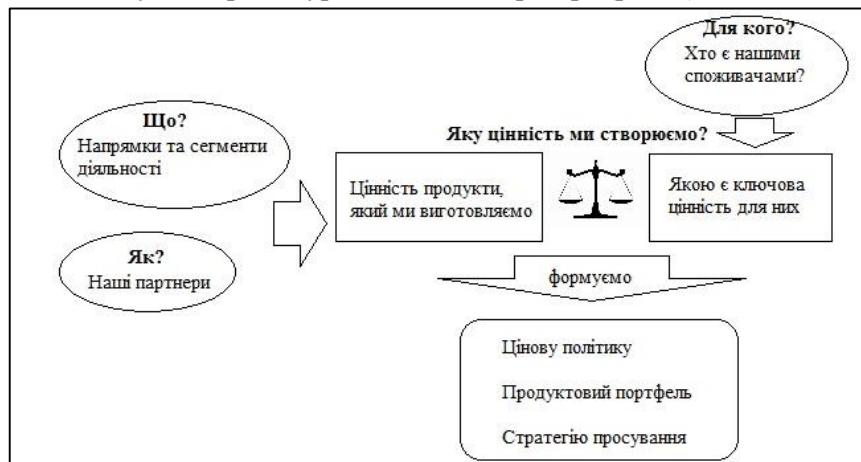 Для кого?
Хто є нашими
споживачами?
Що?
Напрямки та сегменти
діяльності
Яку цінність ми створюємо?
Цінність продукти,
який ми виготовляємо
Якою є ключова
цінність для них
Як?
Наші партнери
формуємо
Цінову політику
Продуктовий портфель
Стратегію просування